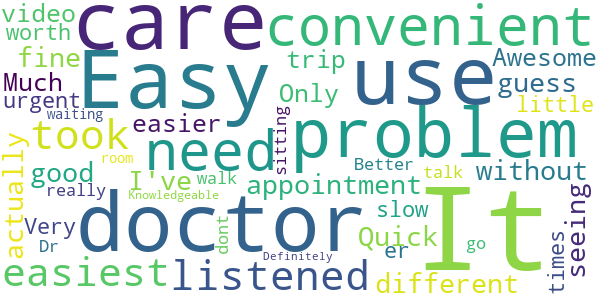 video
care
convenient
worth
Easy
use
Awesome
fine
trip
guess
Much
urgent
Only
little
waiting
easier
sitting
problem
took
need
without
actually
room
Better
good
I've
walk
talk
really
Knowledgeable
appointment
It
seeing
doctor
slow
Very
dont
Quick
er
go
times
Dr
Definitely
easiest
listened
different